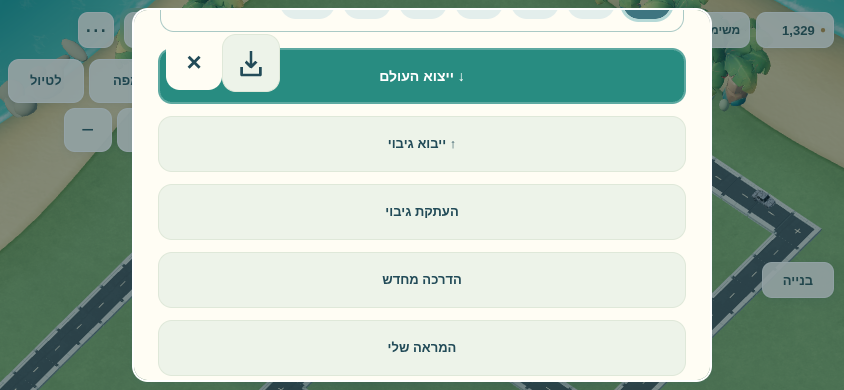 1,329
משימ
לטיול
מפה
בנייה
×
↓ ייצוא העולם
↑ ייבוא גיבוי
העתקת גיבוי
הדרכה מחדש
המראה שלי